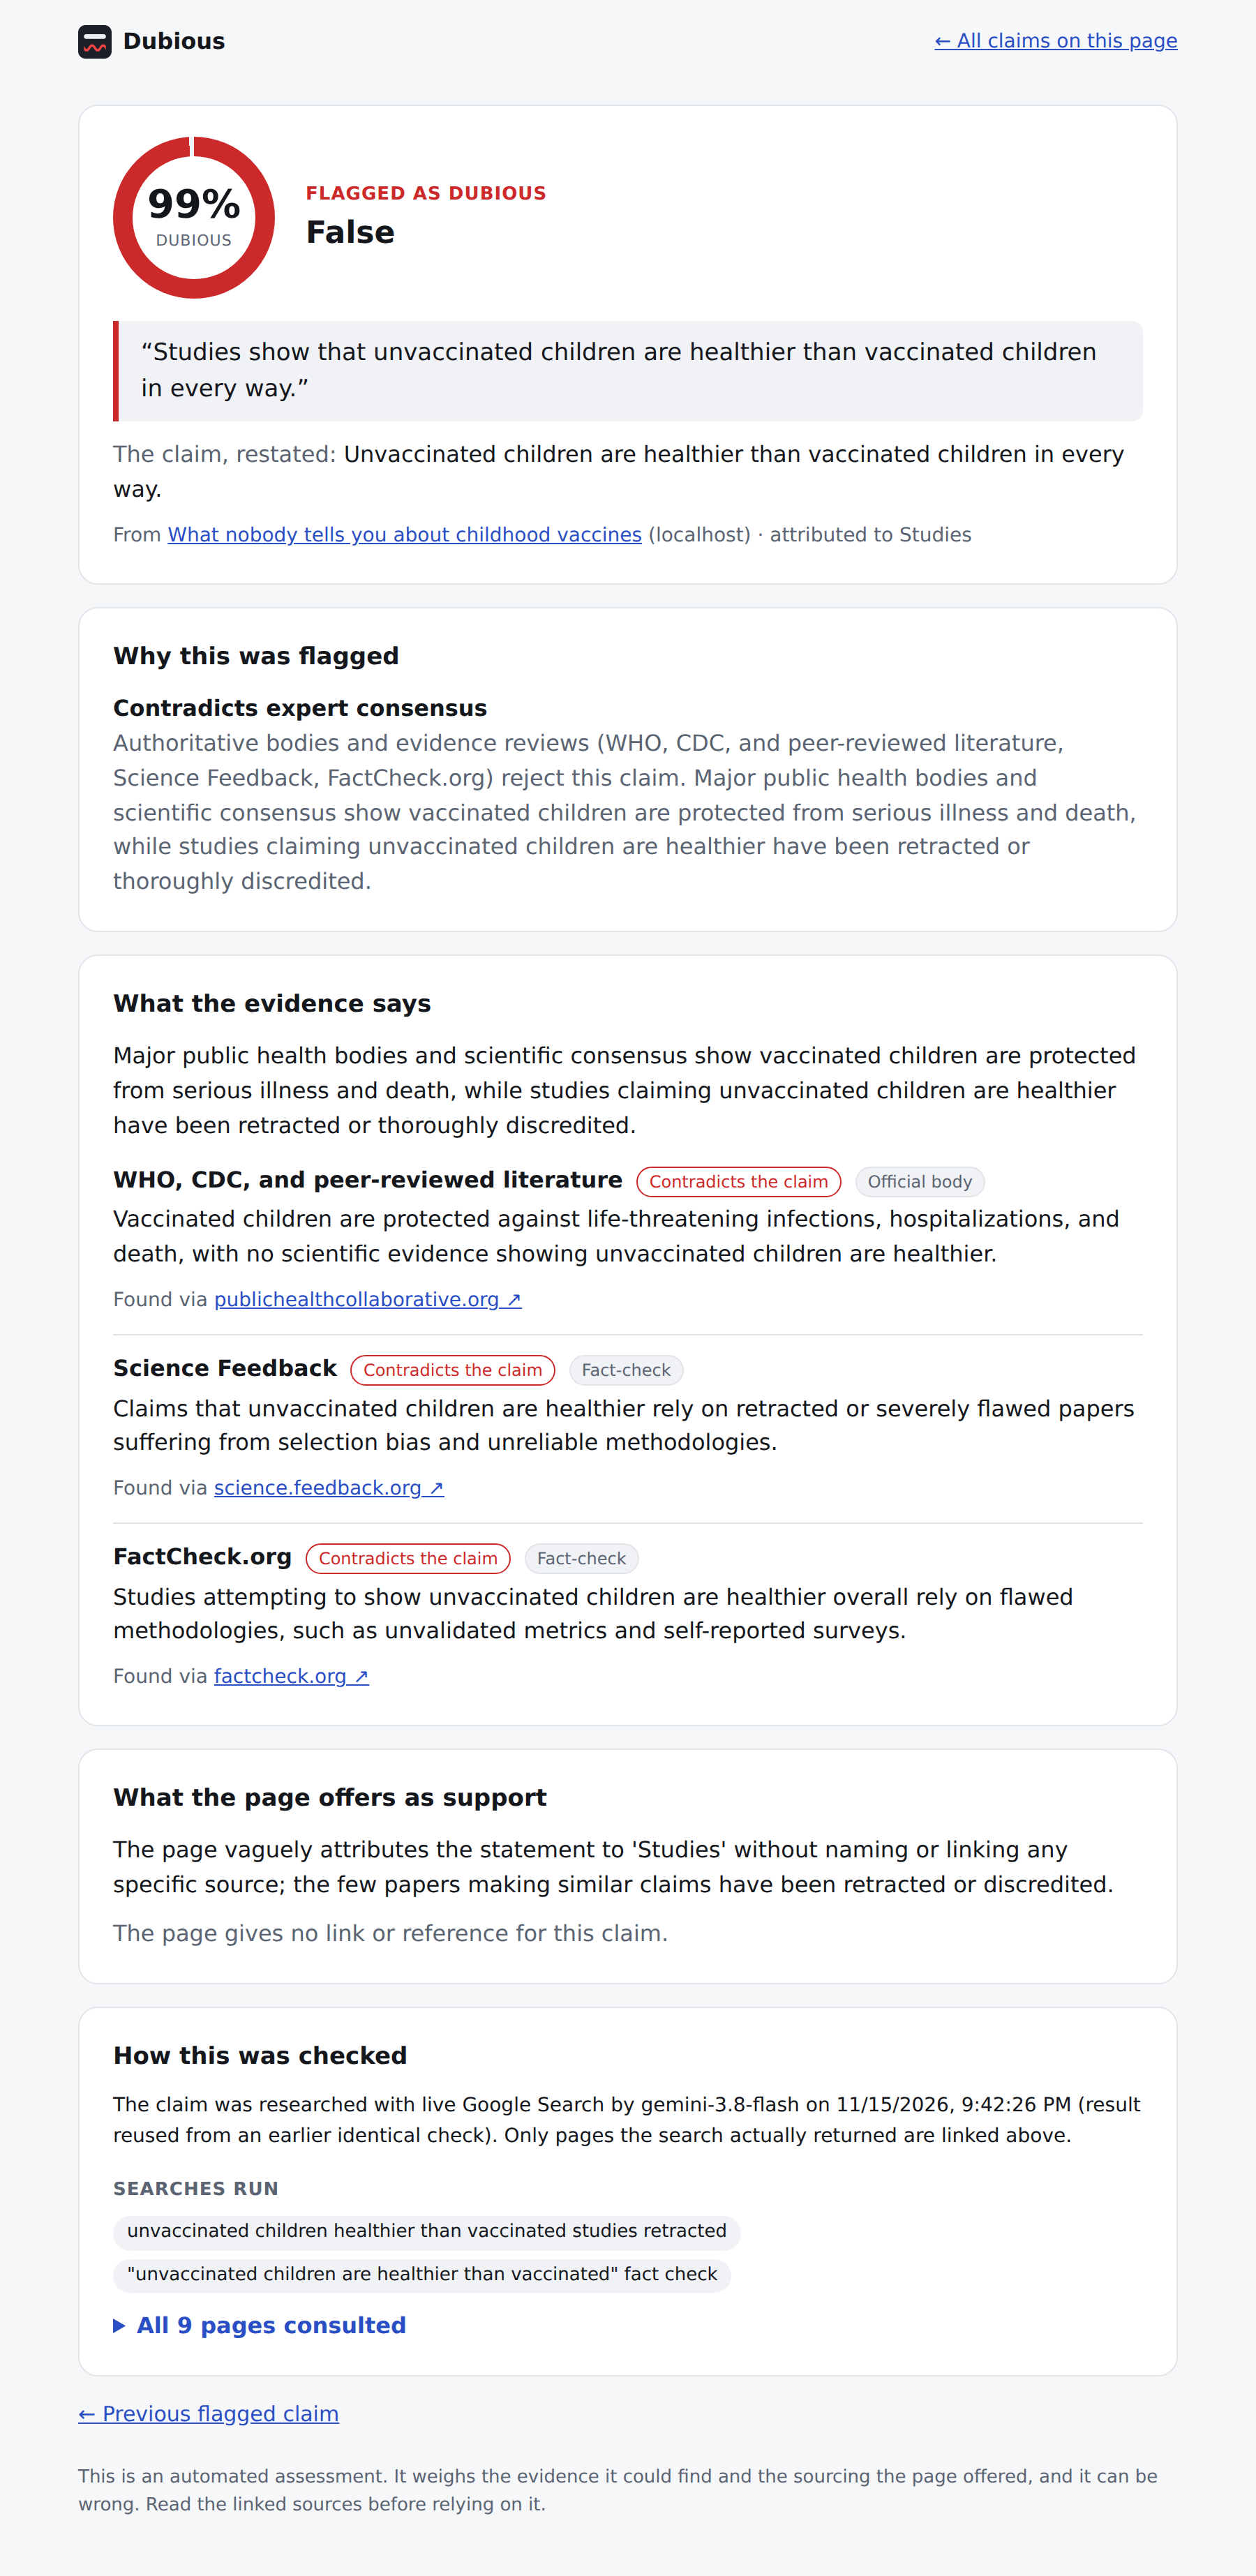 Dubious
← All claims on this page
99%
DUBIOUS
FLAGGED AS DUBIOUS
False
“Studies show that unvaccinated children are healthier than vaccinated children
in every way.”
The claim, restated: Unvaccinated children are healthier than vaccinated children in every
way.
From What nobody tells you about childhood vaccines (localhost) · attributed to Studies
Why this was flagged
Contradicts expert consensus
Authoritative bodies and evidence reviews (WHO, CDC, and peer-reviewed literature,
Science Feedback, FactCheck.org) reject this claim. Major public health bodies and
scientific consensus show vaccinated children are protected from serious illness and death,
while studies claiming unvaccinated children are healthier have been retracted or
thoroughly discredited.
What the evidence says
Major public health bodies and scientific consensus show vaccinated children are protected
from serious illness and death, while studies claiming unvaccinated children are healthier
have been retracted or thoroughly discredited.
WHO, CDC, and peer-reviewed literature Contradicts the claim Official body
Vaccinated children are protected against life-threatening infections, hospitalizations, and
death, with no scientific evidence showing unvaccinated children are healthier.
Found via publichealthcollaborative.org ↗
Science Feedback Contradicts the claim Fact-check
Claims that unvaccinated children are healthier rely on retracted or severely flawed papers
suffering from selection bias and unreliable methodologies.
Found via science.feedback.org ↗
FactCheck.org Contradicts the claim Fact-check
Studies attempting to show unvaccinated children are healthier overall rely on flawed
methodologies, such as unvalidated metrics and self-reported surveys.
Found via factcheck.org ↗
What the page offers as support
The page vaguely attributes the statement to 'Studies' without naming or linking any
specific source; the few papers making similar claims have been retracted or discredited.
The page gives no link or reference for this claim.
How this was checked
The claim was researched with live Google Search by gemini-3.8-flash on 11/15/2026, 9:42:26 PM (result
reused from an earlier identical check). Only pages the search actually returned are linked above.
SEARCHES RUN
unvaccinated children healthier than vaccinated studies retracted
"unvaccinated children are healthier than vaccinated" fact check
▶ All 9 pages consulted
← Previous flagged claim
This is an automated assessment. It weighs the evidence it could find and the sourcing the page offered, and it can be
wrong. Read the linked sources before relying on it.